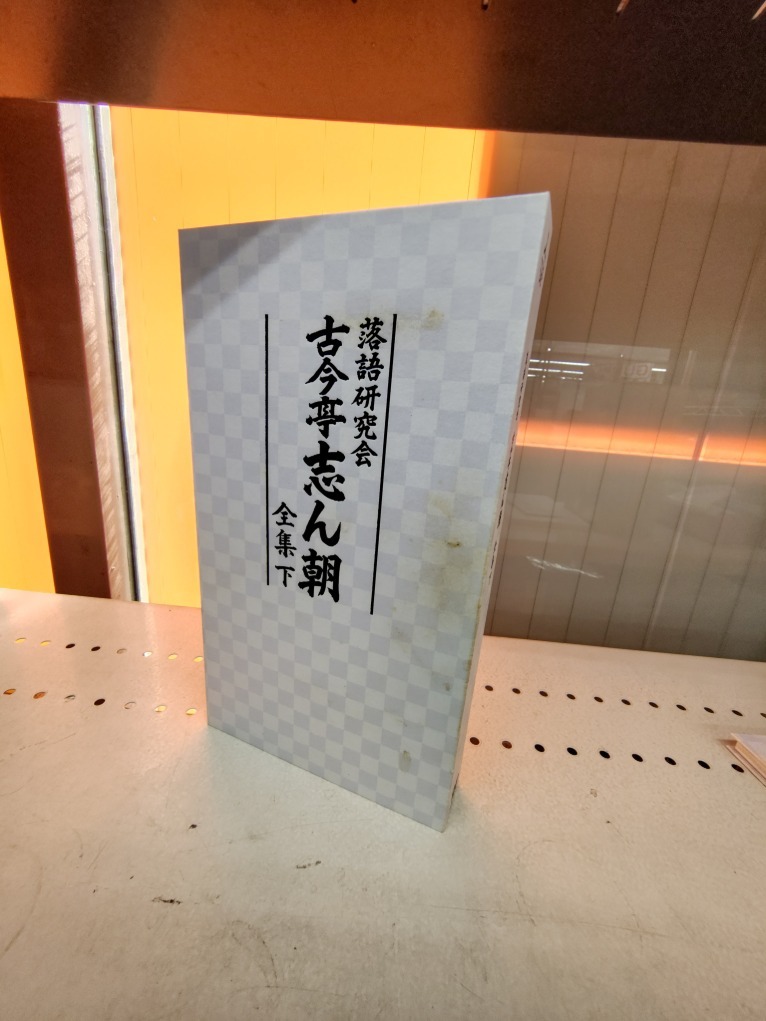 落語研究会
古今亭志ん朝
全集 下